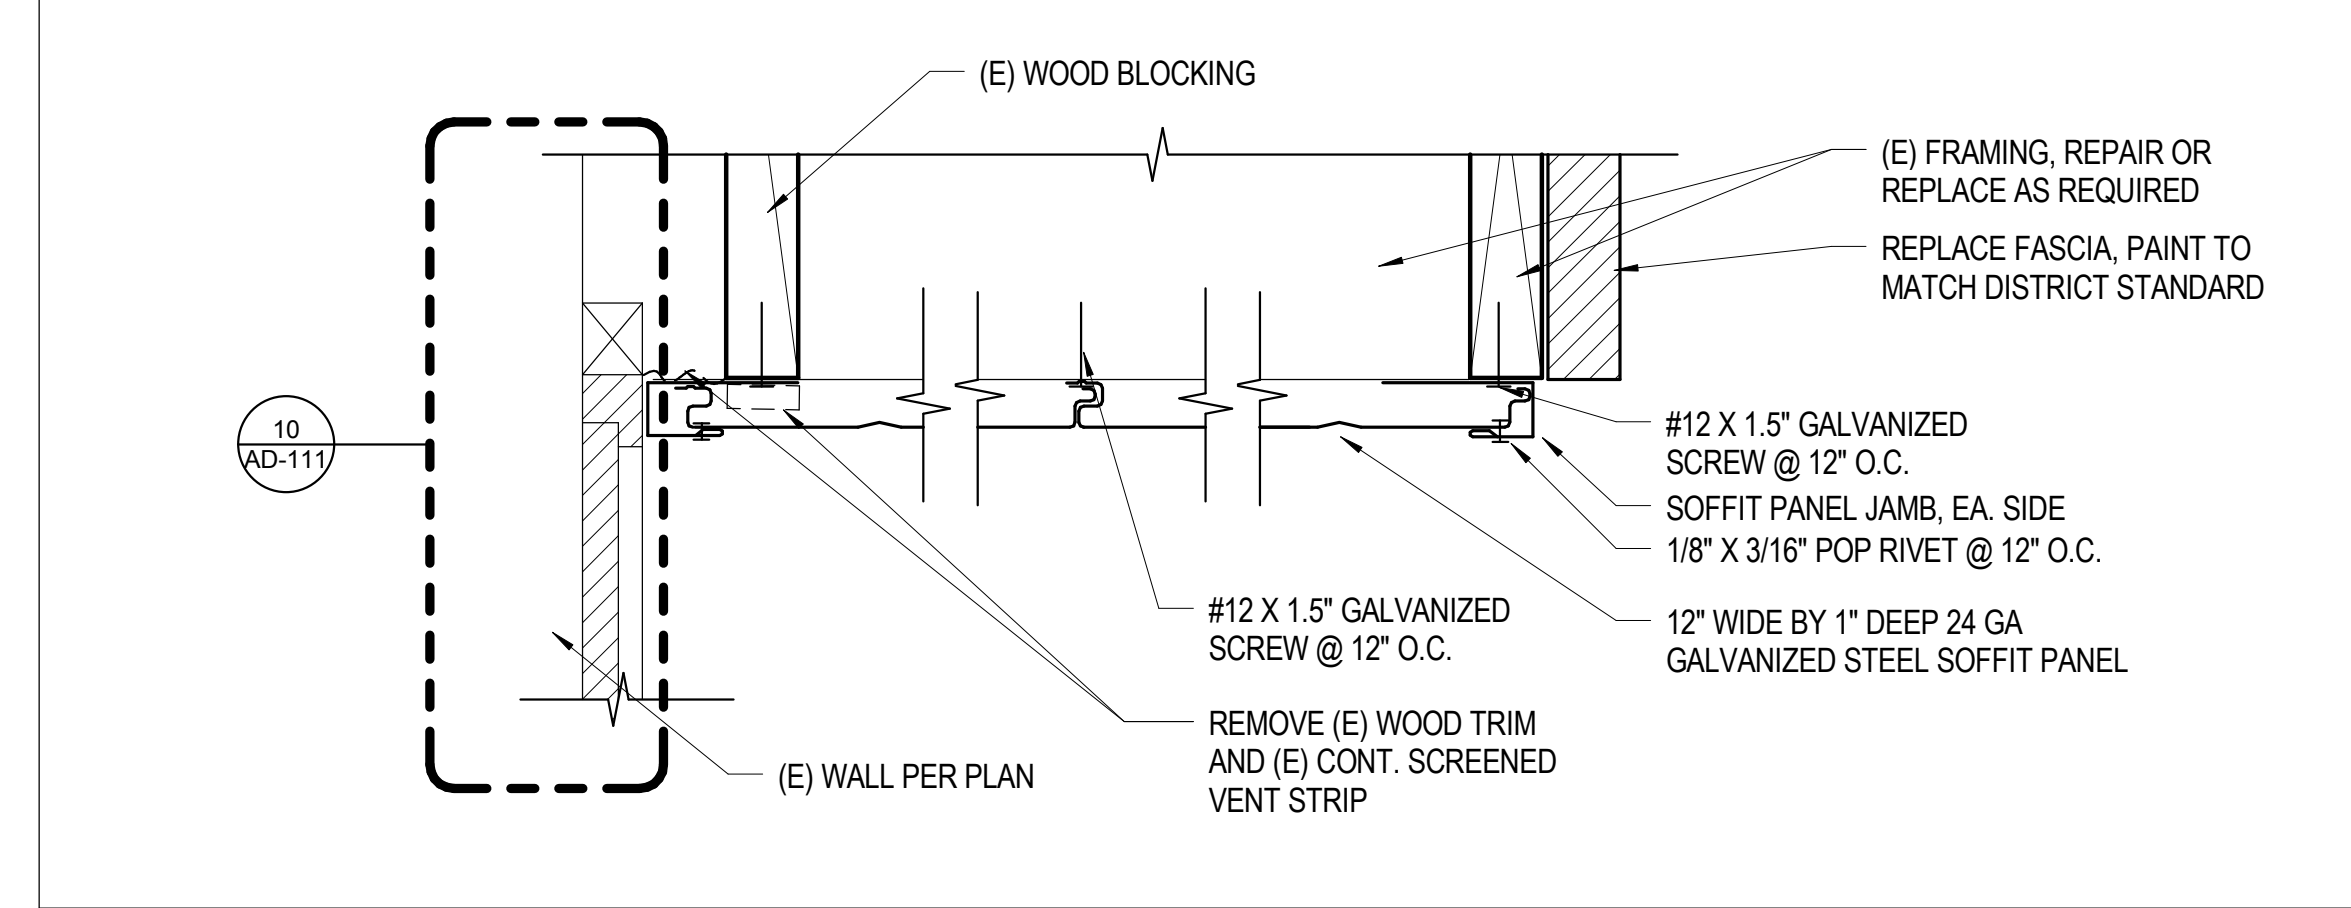 (E) WOOD BLOCKING
(E) FRAMING, REPAIR OR
REPLACE AS REQUIRED
REPLACE FASCIA, PAINT TO
MATCH DISTRICT STANDARD
10
AD-111
#12 X 1.5" GALVANIZED
SCREW @ 12" O.C.
SOFFIT PANEL JAMB, EA. SIDE
1/8" X 3/16" POP RIVET @ 12" O.C.
12" WIDE BY 1" DEEP 24 GA
GALVANIZED STEEL SOFFIT PANEL
#12 X 1.5" GALVANIZED
SCREW @ 12" O.C.
REMOVE (E) WOOD TRIM
AND (E) CONT. SCREENED
VENT STRIP
(E) WALL PER PLAN